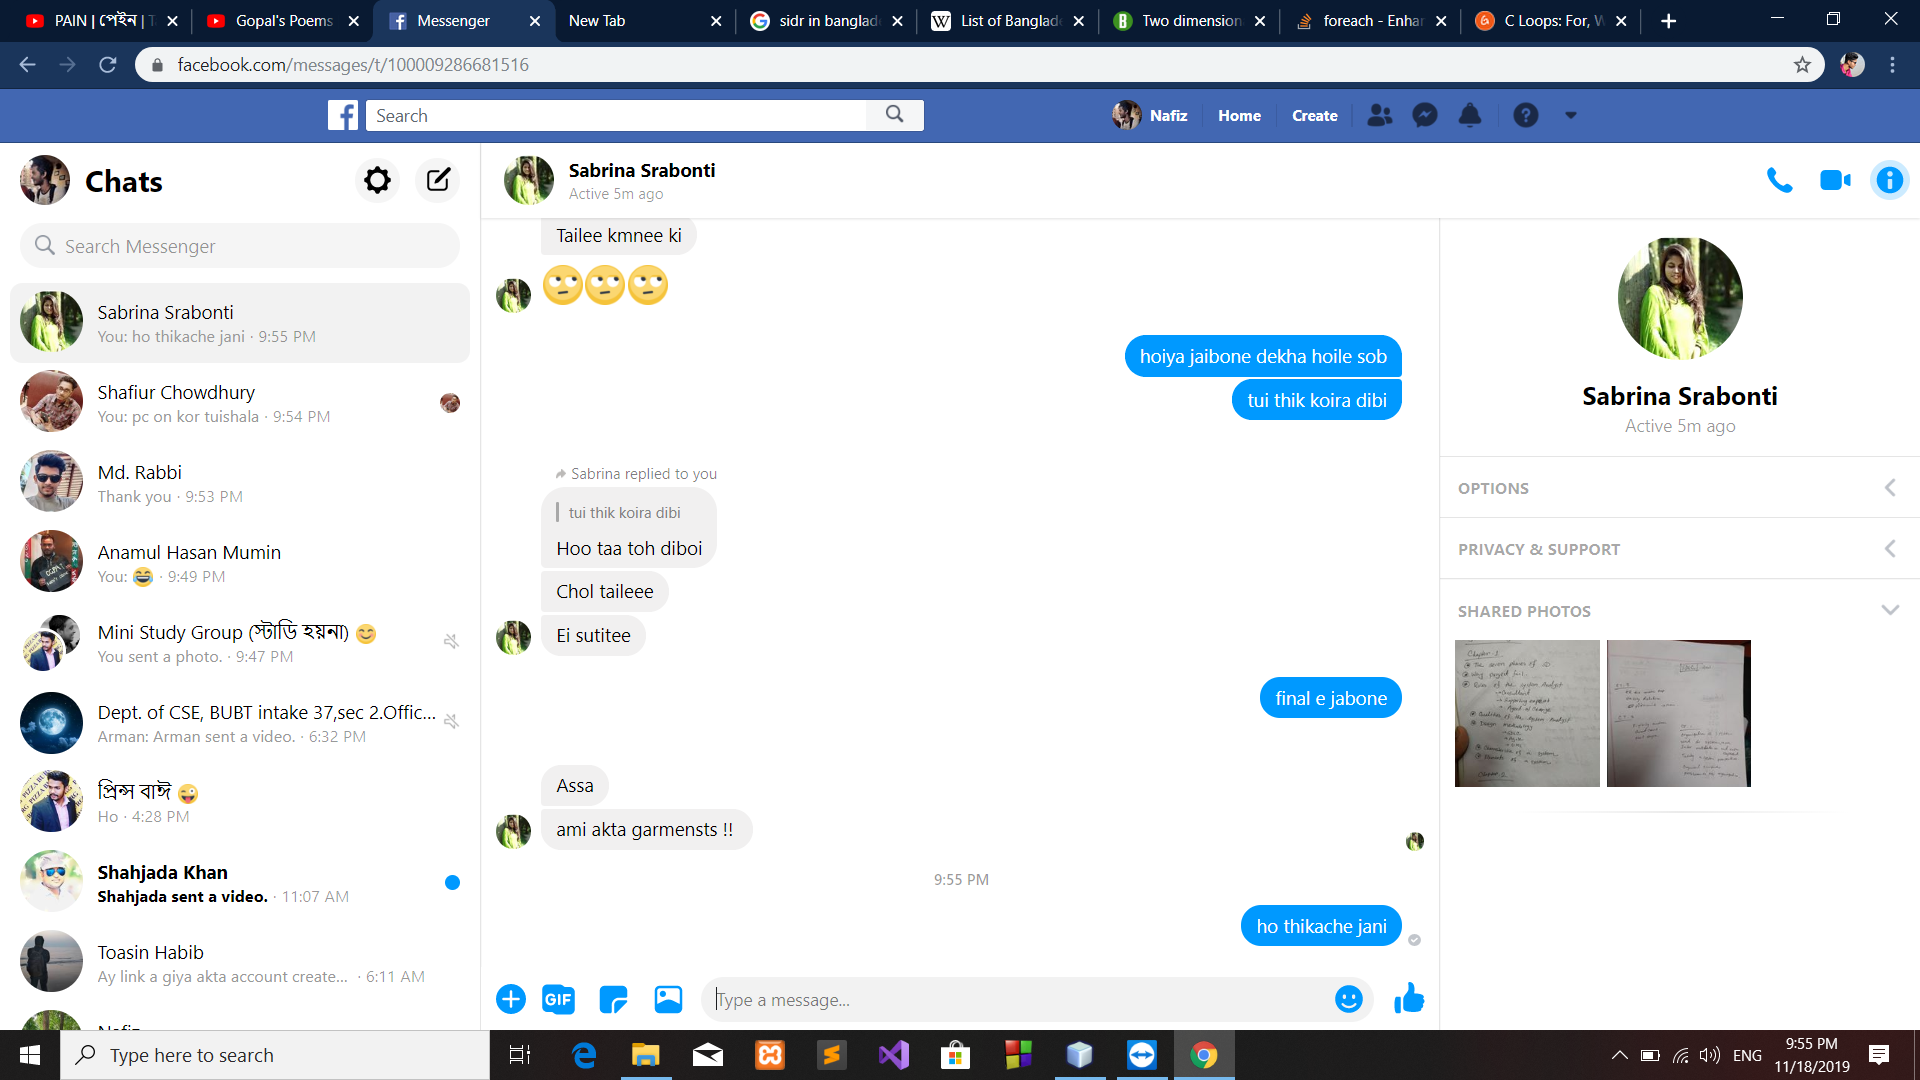 PAIN | পেইন | T
Gopal's Poems
Messenger
New Tab
sidr in banglad
List of Banglad
Two dimension
foreach - Enhan
C Loops: For, W
facebook.com/messages/t/100009286681516
Search
Nafiz
Home
Create
Chats
Search Messenger
Sabrina Srabonti
You: ho thikache jani · 9:55 PM
Shafiur Chowdhury
You: pc on kor tuishala · 9:54 PM
Md. Rabbi
Thank you · 9:53 PM
Anamul Hasan Mumin
You: 😂 · 9:49 PM
Mini Study Group (স্টাডি হয়না) 😊
You sent a photo. · 9:47 PM
Dept. of CSE, BUBT intake 37,sec 2.Offic...
Arman: Arman sent a video. · 6:32 PM
প্রিন্স বাঈ 😜
Ho · 4:28 PM
Shahjada Khan
Shahjada sent a video. · 11:07 AM
Toasin Habib
Ay link a giya akta account create... · 6:11 AM
Nafiz
Sabrina Srabonti
Active 5m ago
Tailee kmnee ki
🙄🙄🙄
hoiya jaibone dekha hoile sob
tui thik koira dibi
Sabrina replied to you
tui thik koira dibi
Hoo taa toh diboi
Chol taileee
Ei sutitee
final e jabone
Assa
ami akta garmensts !!
9:55 PM
ho thikache jani
GIF
Type a message...
Sabrina Srabonti
Active 5m ago
OPTIONS
PRIVACY & SUPPORT
SHARED PHOTOS
Type here to search
ENG
9:55 PM
11/18/2019